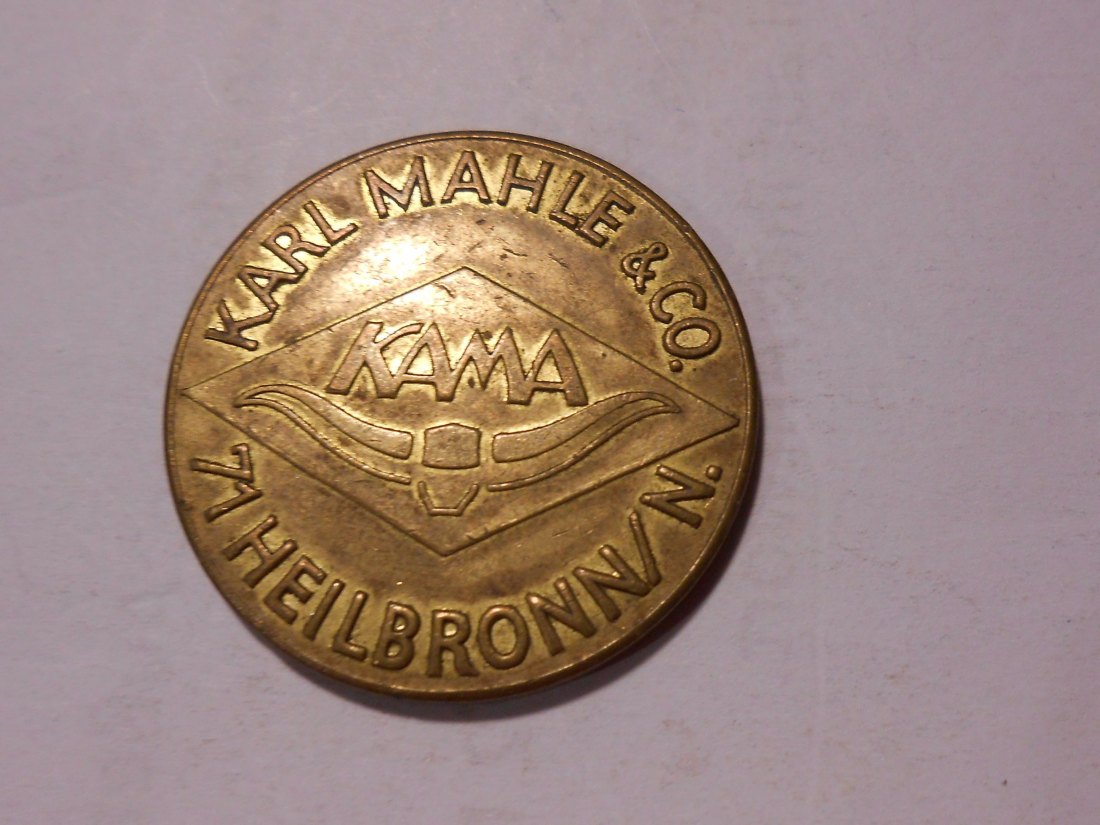 KARL MAHLE & CO.
KAMA
71 HEILBRONN/N.